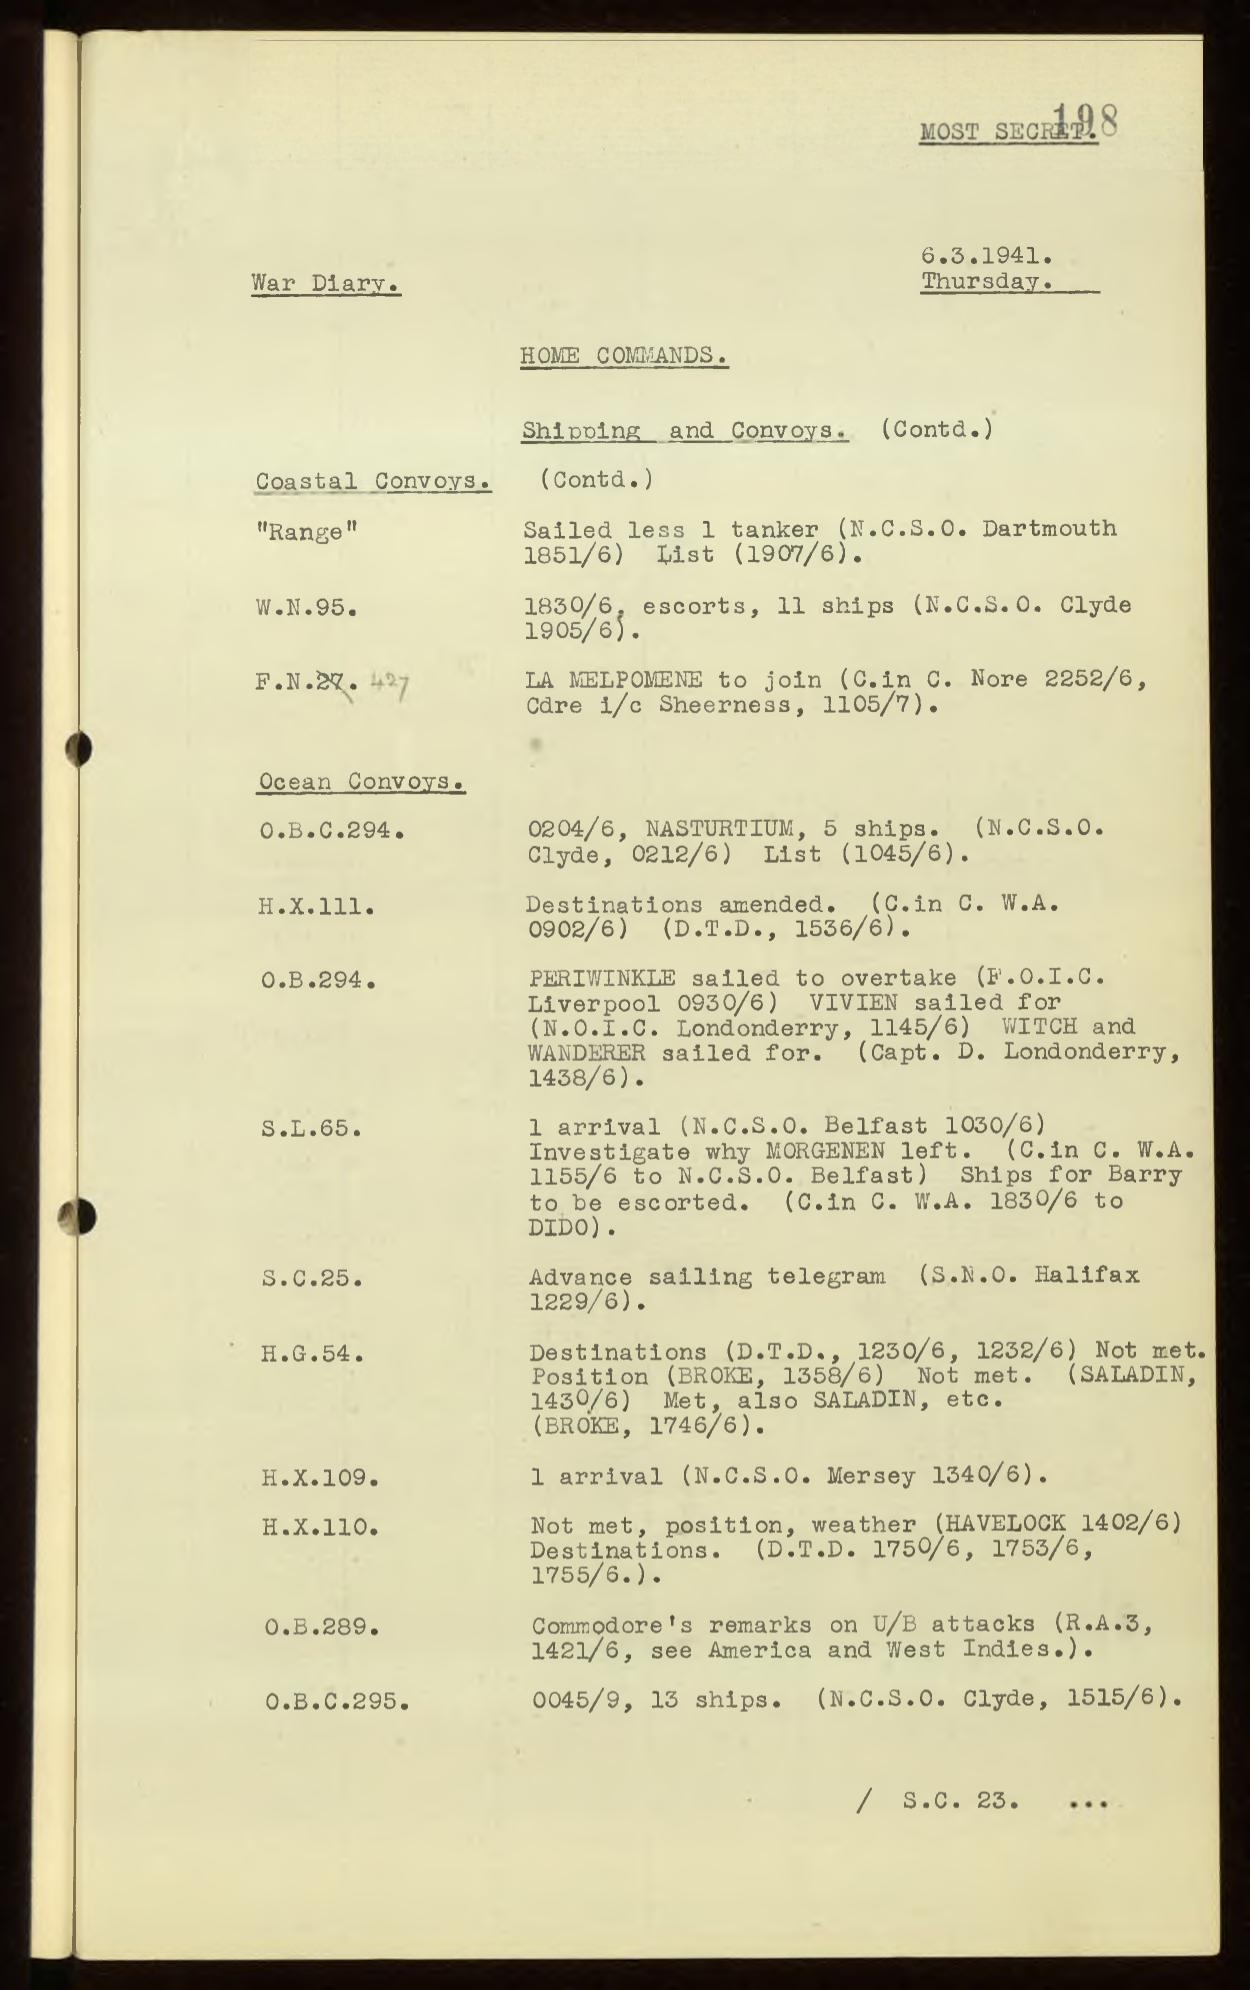 198
MOST SECRET.
6.3.1941.
War Diary. Thursday.
HOME COMMANDS.
Shipping and Convoys. (Contd.)
Coastal Convoys. (Contd.)
"Range" Sailed less 1 tanker (N.C.S.O. Dartmouth
1851/6) List (1907/6).
W.N.95. 1830/6, escorts, 11 ships (N.C.S.O. Clyde
1905/6).
F.N.27. 427 LA MELPOMENE to join (C.in C. Nore 2252/6,
Cdre i/c Sheerness, 1105/7).
Ocean Convoys.
O.B.C.294. 0204/6, NASTURTIUM, 5 ships. (N.C.S.O.
Clyde, 0212/6) List (1045/6).
H.X.111. Destinations amended. (C.in C. W.A.
0902/6) (D.T.D., 1536/6).
O.B.294. PERIWINKLE sailed to overtake (F.O.I.C.
Liverpool 0930/6) VIVIEN sailed for
(N.O.I.C. Londonderry, 1145/6) WITCH and
WANDERER sailed for. (Capt. D. Londonderry,
1438/6).
S.L.65. 1 arrival (N.C.S.O. Belfast 1030/6)
Investigate why MORGENEN left. (C.in C. W.A.
1155/6 to N.C.S.O. Belfast) Ships for Barry
to be escorted. (C.in C. W.A. 1830/6 to
DIDO).
S.C.25. Advance sailing telegram (S.N.O. Halifax
1229/6).
H.G.54. Destinations (D.T.D., 1230/6, 1232/6) Not met.
Position (BROKE, 1358/6) Not met. (SALADIN,
1430/6) Met, also SALADIN, etc.
(BROKE, 1746/6).
H.X.109. 1 arrival (N.C.S.O. Mersey 1340/6).
H.X.110. Not met, position, weather (HAVELOCK 1402/6)
Destinations. (D.T.D. 1750/6, 1753/6,
1755/6.).
O.B.289. Commodore's remarks on U/B attacks (R.A.3,
1421/6, see America and West Indies.).
O.B.C.295. 0045/9, 13 ships. (N.C.S.O. Clyde, 1515/6).
/ S.C. 23. ...